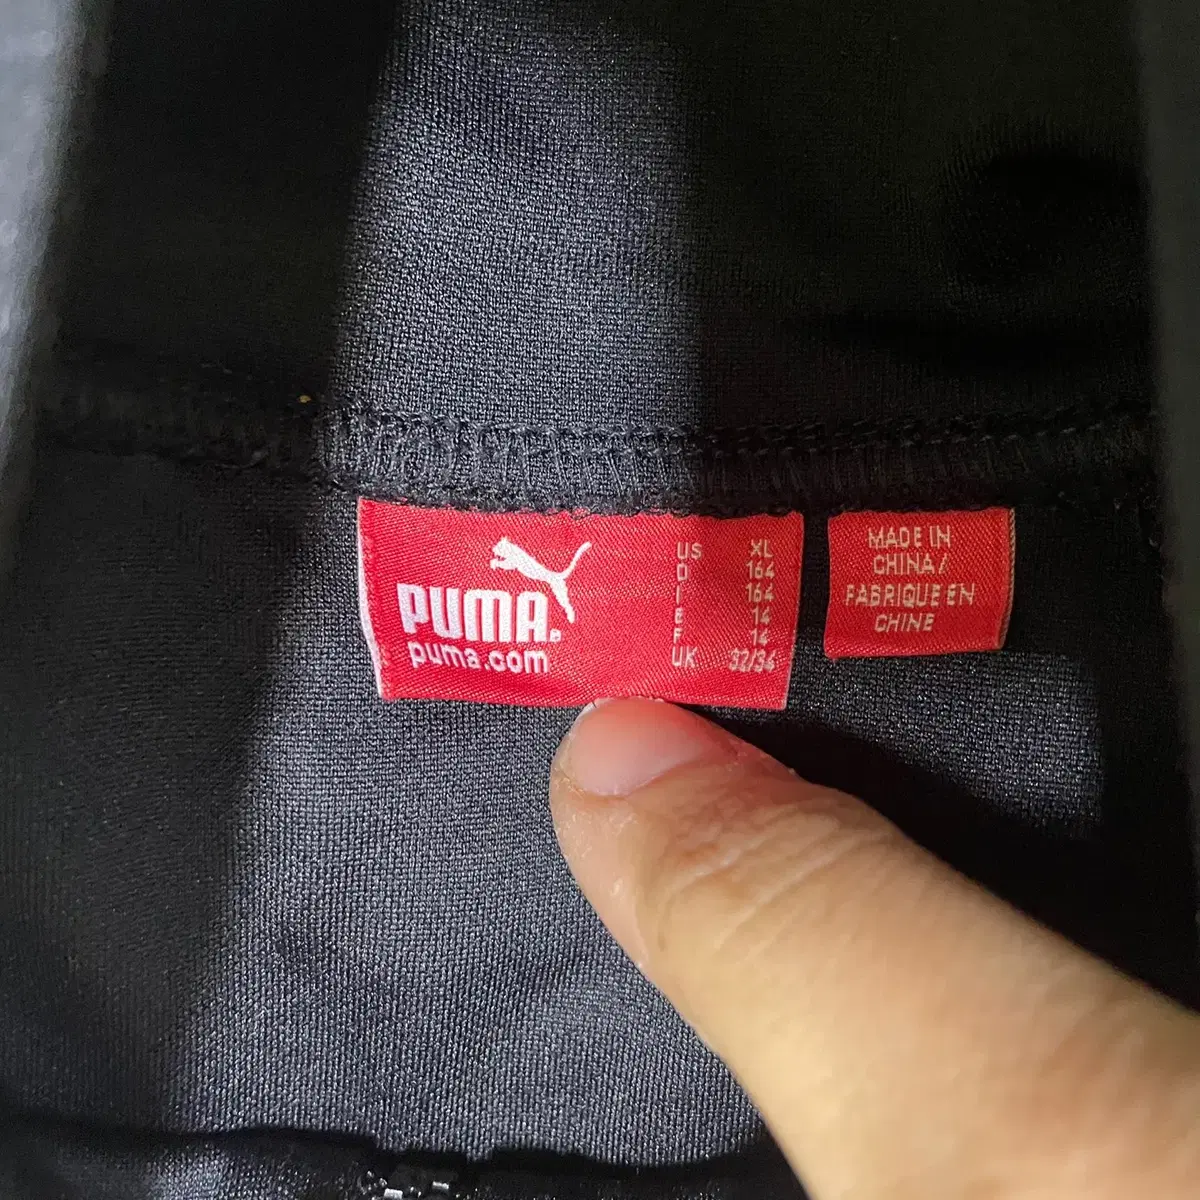 PUMA®
puma.com
US XL
D 164
I 164
E 14
F 14
UK 32/34
MADE IN
CHINA/
FABRIQUE EN
CHINE